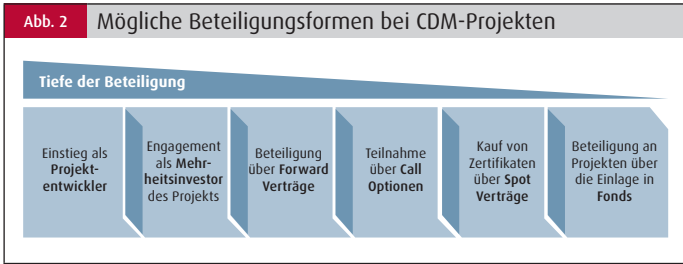 Abb. 2 Mögliche Beteiligungsformen bei CDM-Projekten
Tiefe der Beteiligung
Einstieg als
Projekt-
entwickler
Engagement
als Mehr-
heitsinvestor
des Projekts
Beteiligung
über Forward
Verträge
Teilnahme
über Call
Optionen
Kauf von
Zertifikaten
über Spot
Verträge
Beteiligung an
Projekten über
die Einlage in
Fonds